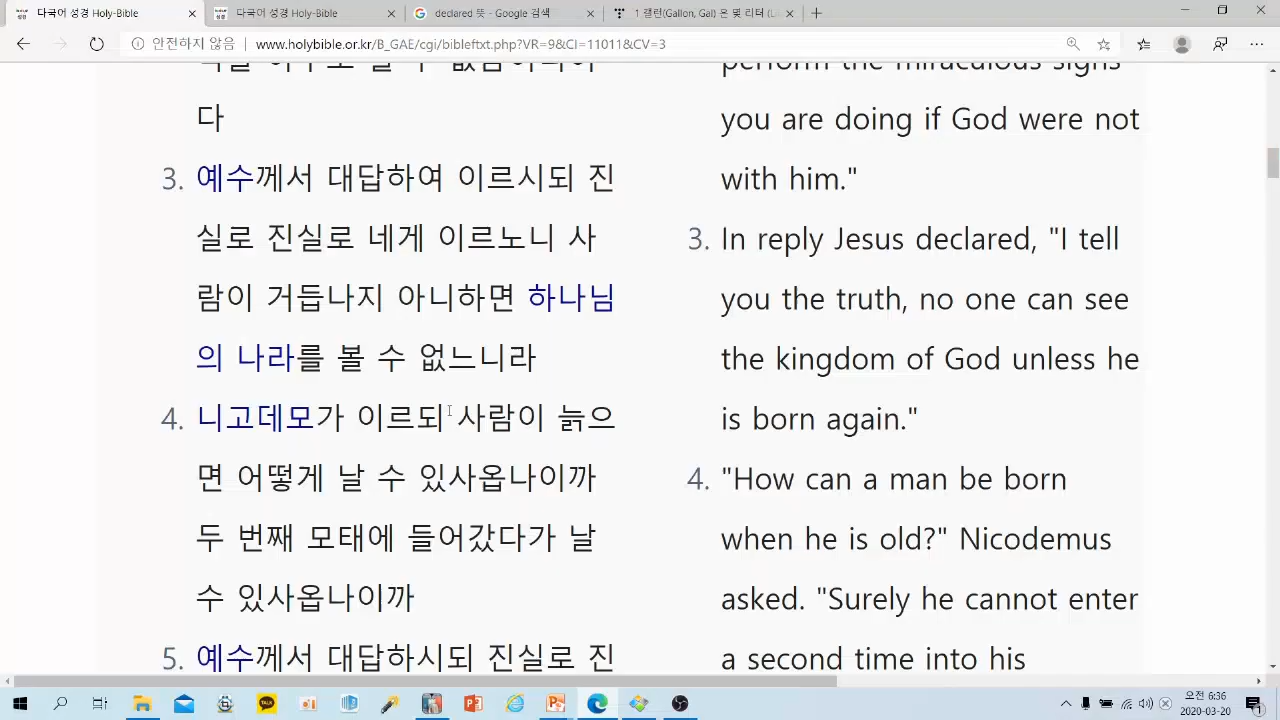 다국어 성경 Holy-Bible
다국어 성경 Holy-Bible
declared 뜻 - Google 검색
1 갤런(Gallon, Gal) 은 몇 리터 (L
안전하지 않음
www.holybible.or.kr/B_GAE/cgi/bibleftxt.php?VR=9&CI=11011&CV=3
다
3. 예수께서 대답하여 이르시되 진
실로 진실로 네게 이르노니 사
람이 거듭나지 아니하면 하나님
의 나라를 볼 수 없느니라
4. 니고데모가 이르되 사람이 늙으
면 어떻게 날 수 있사옵나이까
두 번째 모태에 들어갔다가 날
수 있사옵나이까
5. 예수께서 대답하시되 진실로 진
perform the miraculous signs
you are doing if God were not
with him."
3. In reply Jesus declared, "I tell
you the truth, no one can see
the kingdom of God unless he
is born again."
4. "How can a man be born
when he is old?" Nicodemus
asked. "Surely he cannot enter
a second time into his
TALK
오전 6:36
2020-03-20